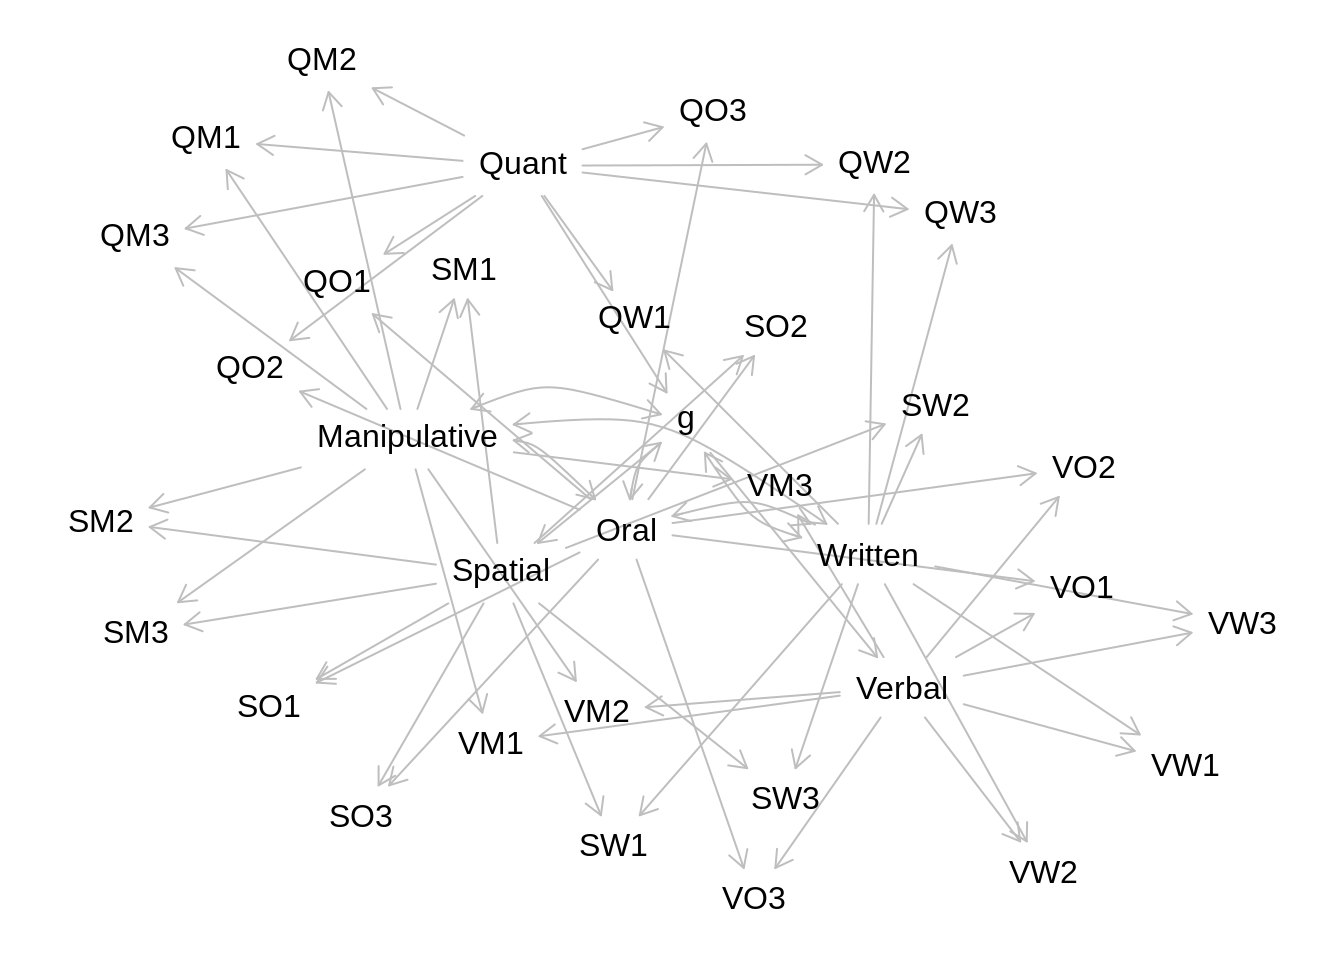 QM2
QO3
QM1
Quant
QW2
QW3
QM3
SM1
QO1
QW1
SO2
QO2
SW2
g
Manipulative
VO2
VM3
SM2
Oral
Written
Spatial
VO1
VW3
SM3
Verbal
SO1
VM2
VM1
VW1
SW3
SO3
SW1
VW2
VO3